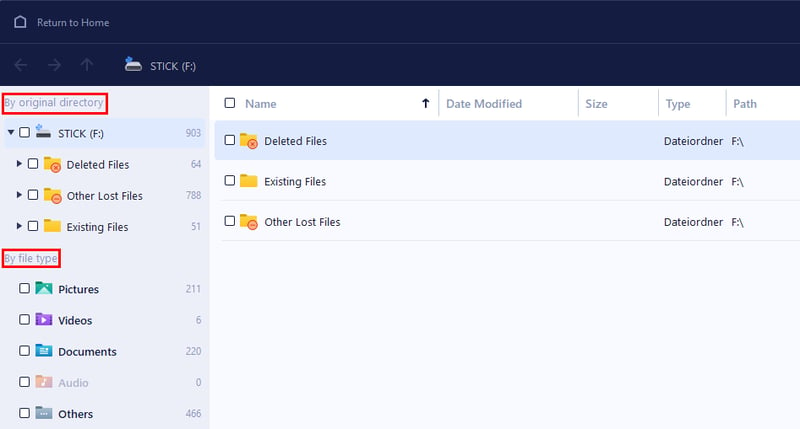 Return to Home
STICK (F:)
By original directory
STICK (F:) 903
Deleted Files 64
Other Lost Files 788
Existing Files 51
By file type
Pictures 211
Videos 6
Documents 220
Audio 0
Others 466
Name Date Modified Size Type Path
Deleted Files Dateiordner F:\
Existing Files Dateiordner F:\
Other Lost Files Dateiordner F:\